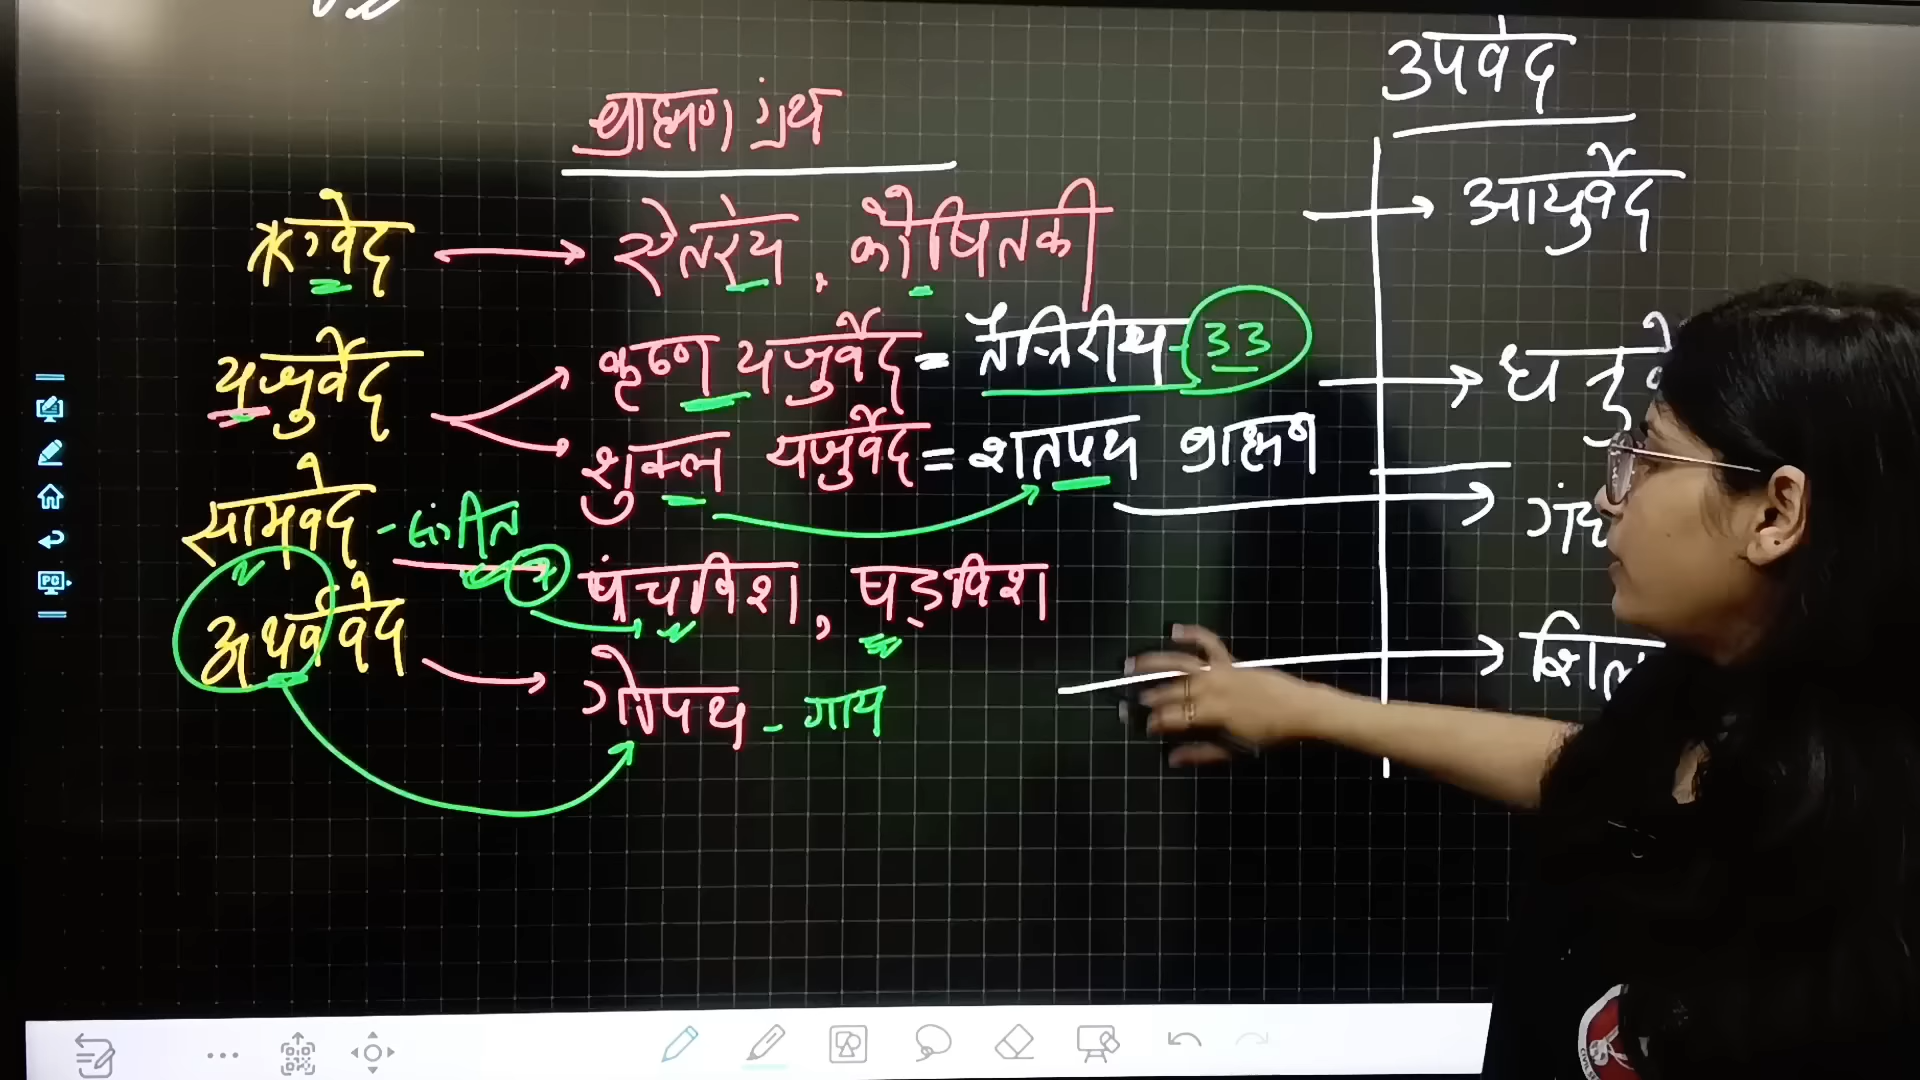 उपवेद
ब्राह्मण ग्रंथ
ऋग्वेद → ऐतरेय, कौषितकी → आयुर्वेद
यजुर्वेद
कृष्ण यजुर्वेद = तैत्तिरीय - 33
शुक्ल यजुर्वेद = शतपथ ब्राह्मण
सामवेद - संगीत
पंचविश, षड्विश
अथर्ववेद → गोपथ - गाय